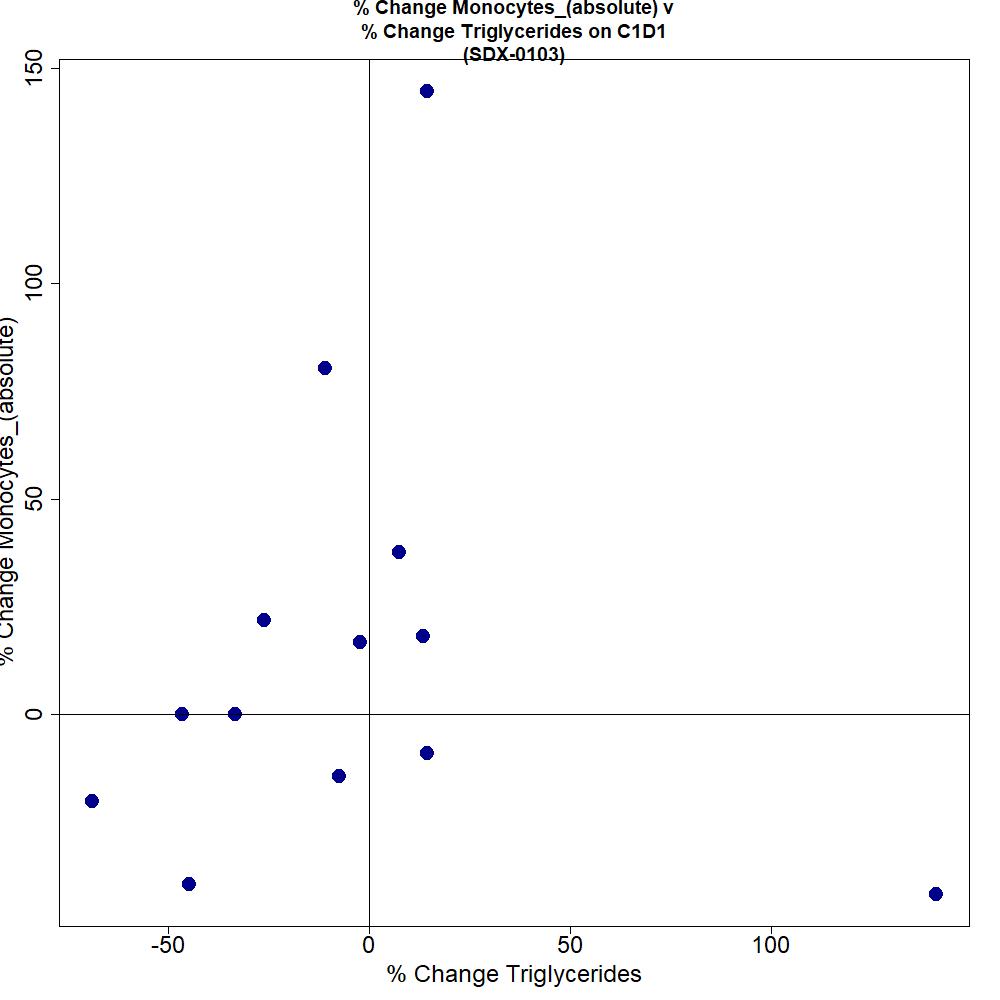 % Change Monocytes_(absolute) v
% Change Triglycerides on C1D1
(SDX-0103)
% Change Monocytes_(absolute)
150
100
50
0
-50
0
50
100
% Change Triglycerides